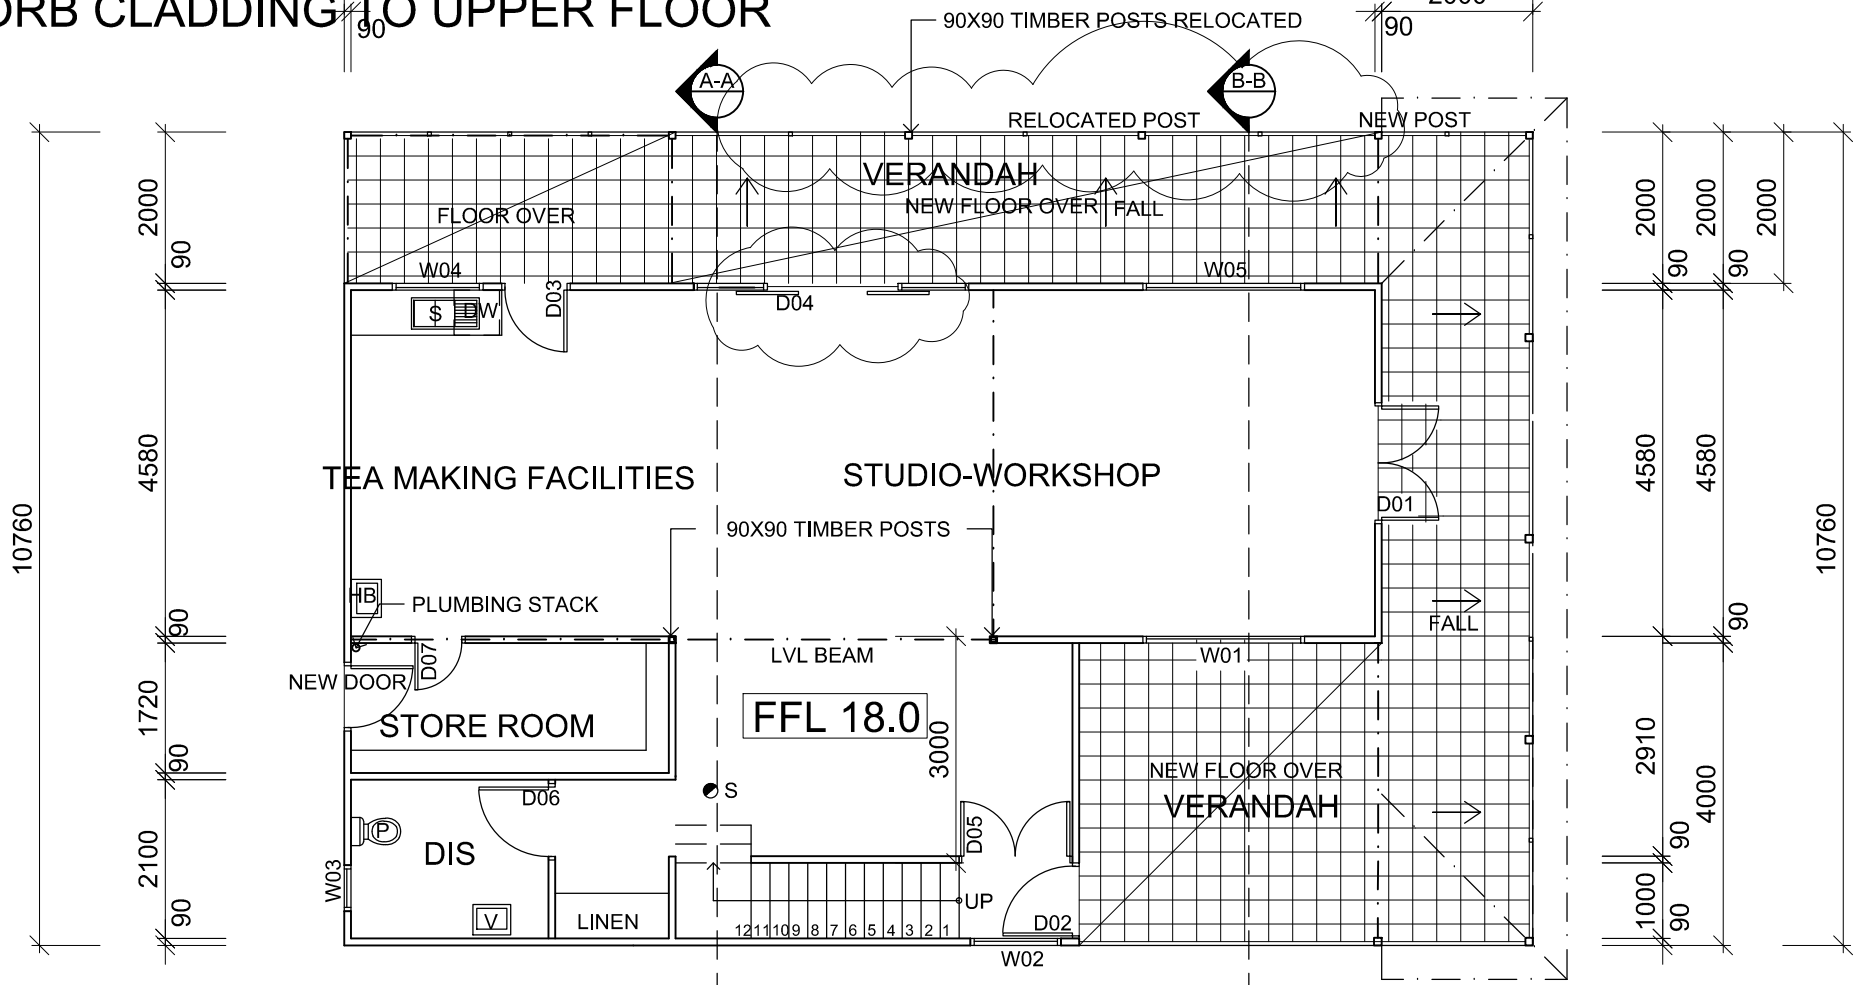 ORB CLADDING TO UPPER FLOOR
90
90X90 TIMBER POSTS RELOCATED
90
A-A
B-B
RELOCATED POST
NEW POST
VERANDAH
FLOOR OVER
NEW FLOOR OVER
FALL
2000
90
2000
90
2000
90
2000
W04
W05
S
DW
D03
D04
4580
TEA MAKING FACILITIES
STUDIO-WORKSHOP
D01
4580
4580
10760
90X90 TIMBER POSTS
10760
HB
PLUMBING STACK
90
FALL
90
LVL BEAM
W01
NEW DOOR
D07
STORE ROOM
FFL 18.0
3000
1720
90
2910
NEW FLOOR OVER
VERANDAH
4000
D06
S
P
DIS
D05
90
2100
W03
V
LINEN
UP
D02
1000
90
90
12 11 10 9 8 7 6 5 4 3 2 1
W02